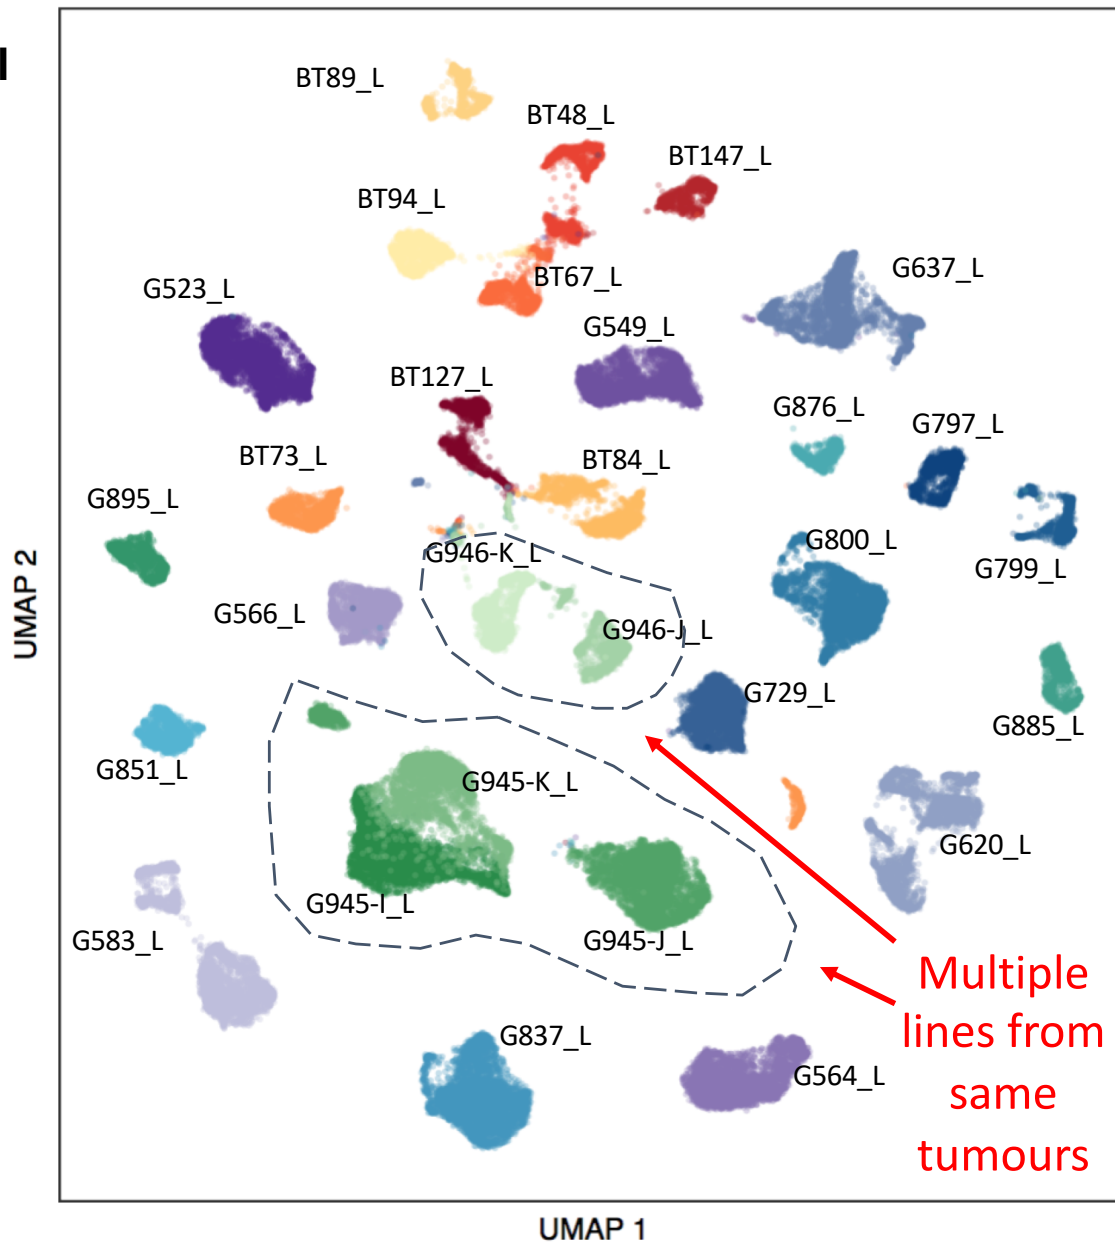 BT89_L
BT48_L
BT147_L
BT94_L
G637_L
BT67_L
G523_L
G549_L
BT127_L
G876_L
G797_L
BT73_L
BT84_L
G895_L
G946-K_L
G800_L
G799_L
G566_L
G946-J_L
G729_L
G885_L
G851_L
G945-K_L
G620_L
G945-I_L
G583_L
G945-J_L
Multiple
lines from
same
tumours
G837_L
G564_L
UMAP 2
UMAP 1